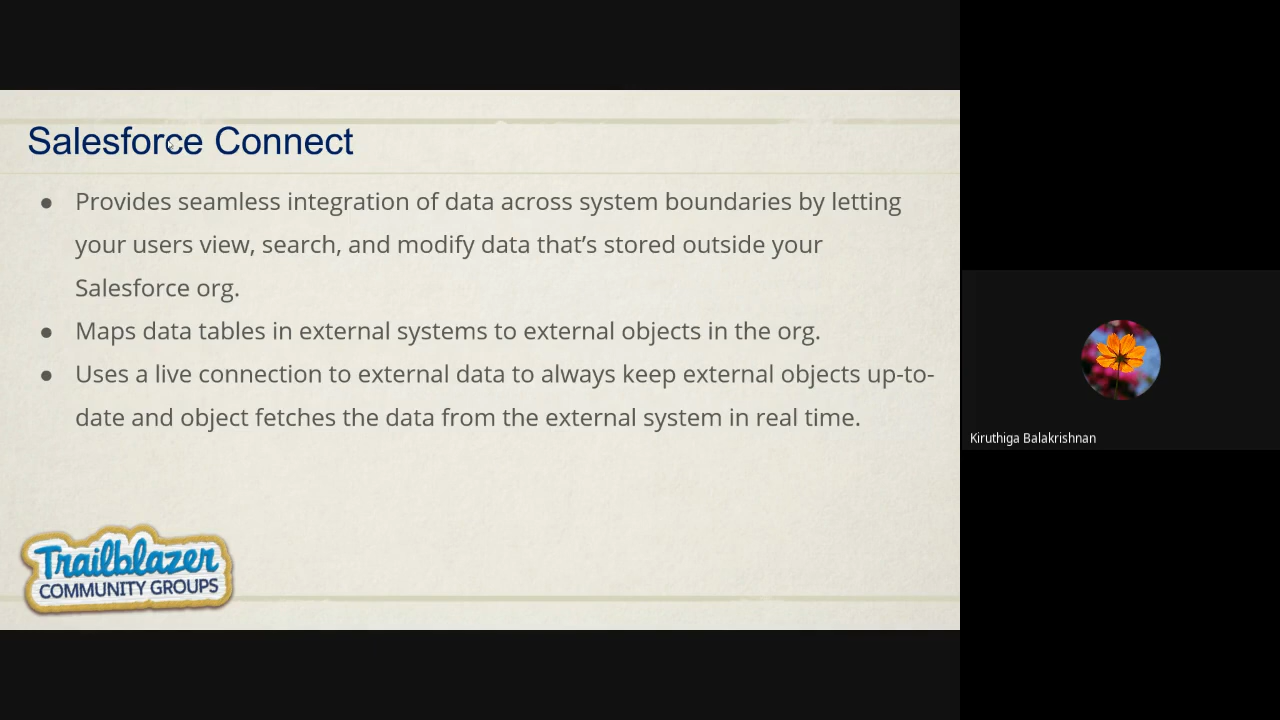 Salesforce Connect
● Provides seamless integration of data across system boundaries by letting
your users view, search, and modify data that’s stored outside your
Salesforce org.
● Maps data tables in external systems to external objects in the org.
● Uses a live connection to external data to always keep external objects up-to-
date and object fetches the data from the external system in real time.
Trailblazer
COMMUNITY GROUPS
Kiruthiga Balakrishnan